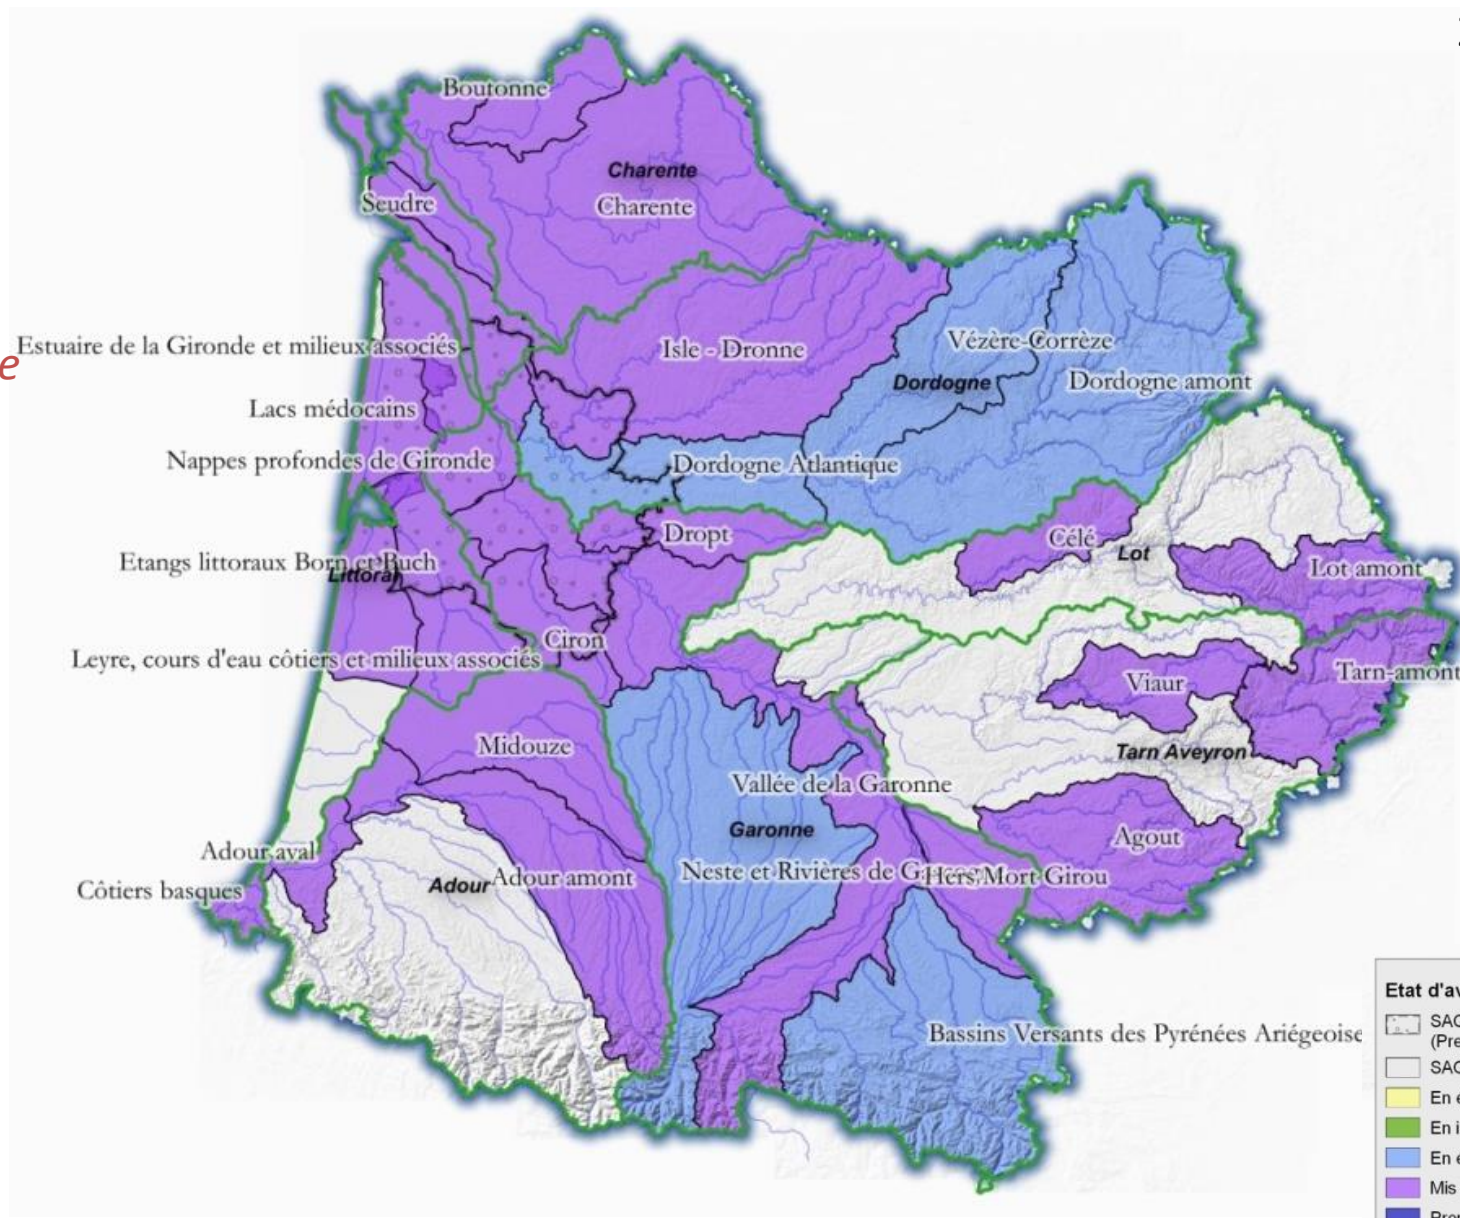 e
Boutonne
Charente
Charente
Seudre
Estuaire de la Gironde et milieux associés
Isle - Dronne
Vézère-Corrèze
Dordogne
Dordogne amont
Lacs médocains
Nappes profondes de Gironde
Dordogne Atlantique
Dropt
Célé
Lot
Etangs littoraux Born et Buch
Littoral
Lot amont
Ciron
Leyre, cours d'eau côtiers et milieux associés
Tarn-amont
Viaur
Midouze
Tarn Aveyron
Vallée de la Garonne
Garonne
Agout
Adour aval
Adour
Adour amont
Neste et Rivières de G
Hers Mort Girou
Côtiers basques
Bassins Versants des Pyrénées Ariégeoise
Etat d'av
SAG
(Pre
SAG
En é
En i
En é
Mis